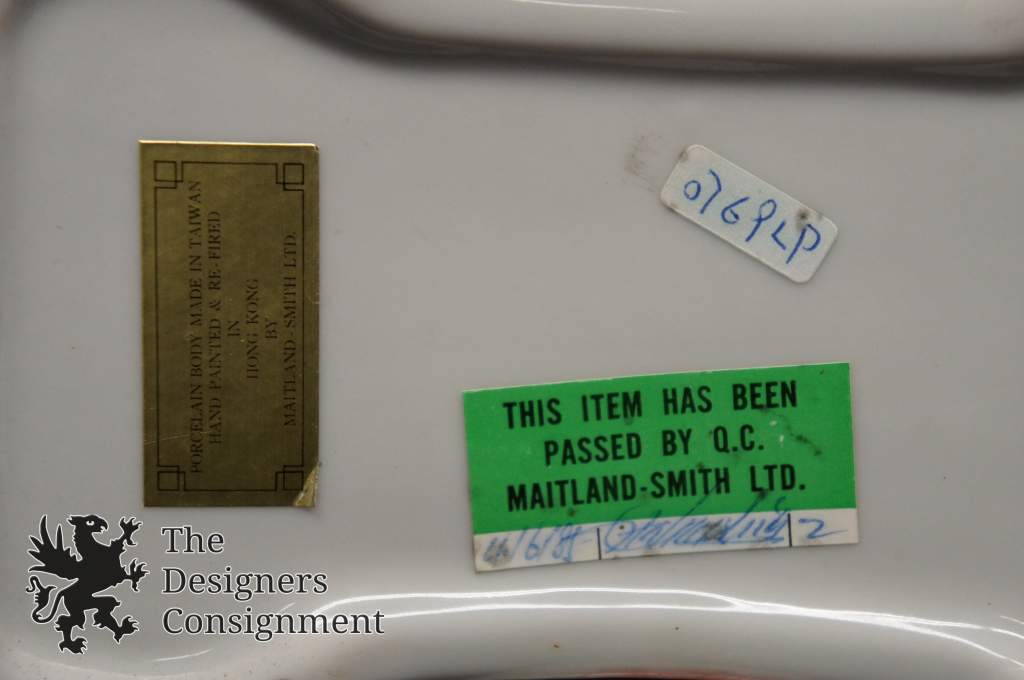 PORCELAIN BODY MADE IN TAIWAN
HAND PAINTED & RE-FIRED
IN
HONG KONG
BY
MAITLAND-SMITH LTD.
0769LP
THIS ITEM HAS BEEN
PASSED BY Q.C.
MAITLAND-SMITH LTD.
2
The
Designers
Consignment